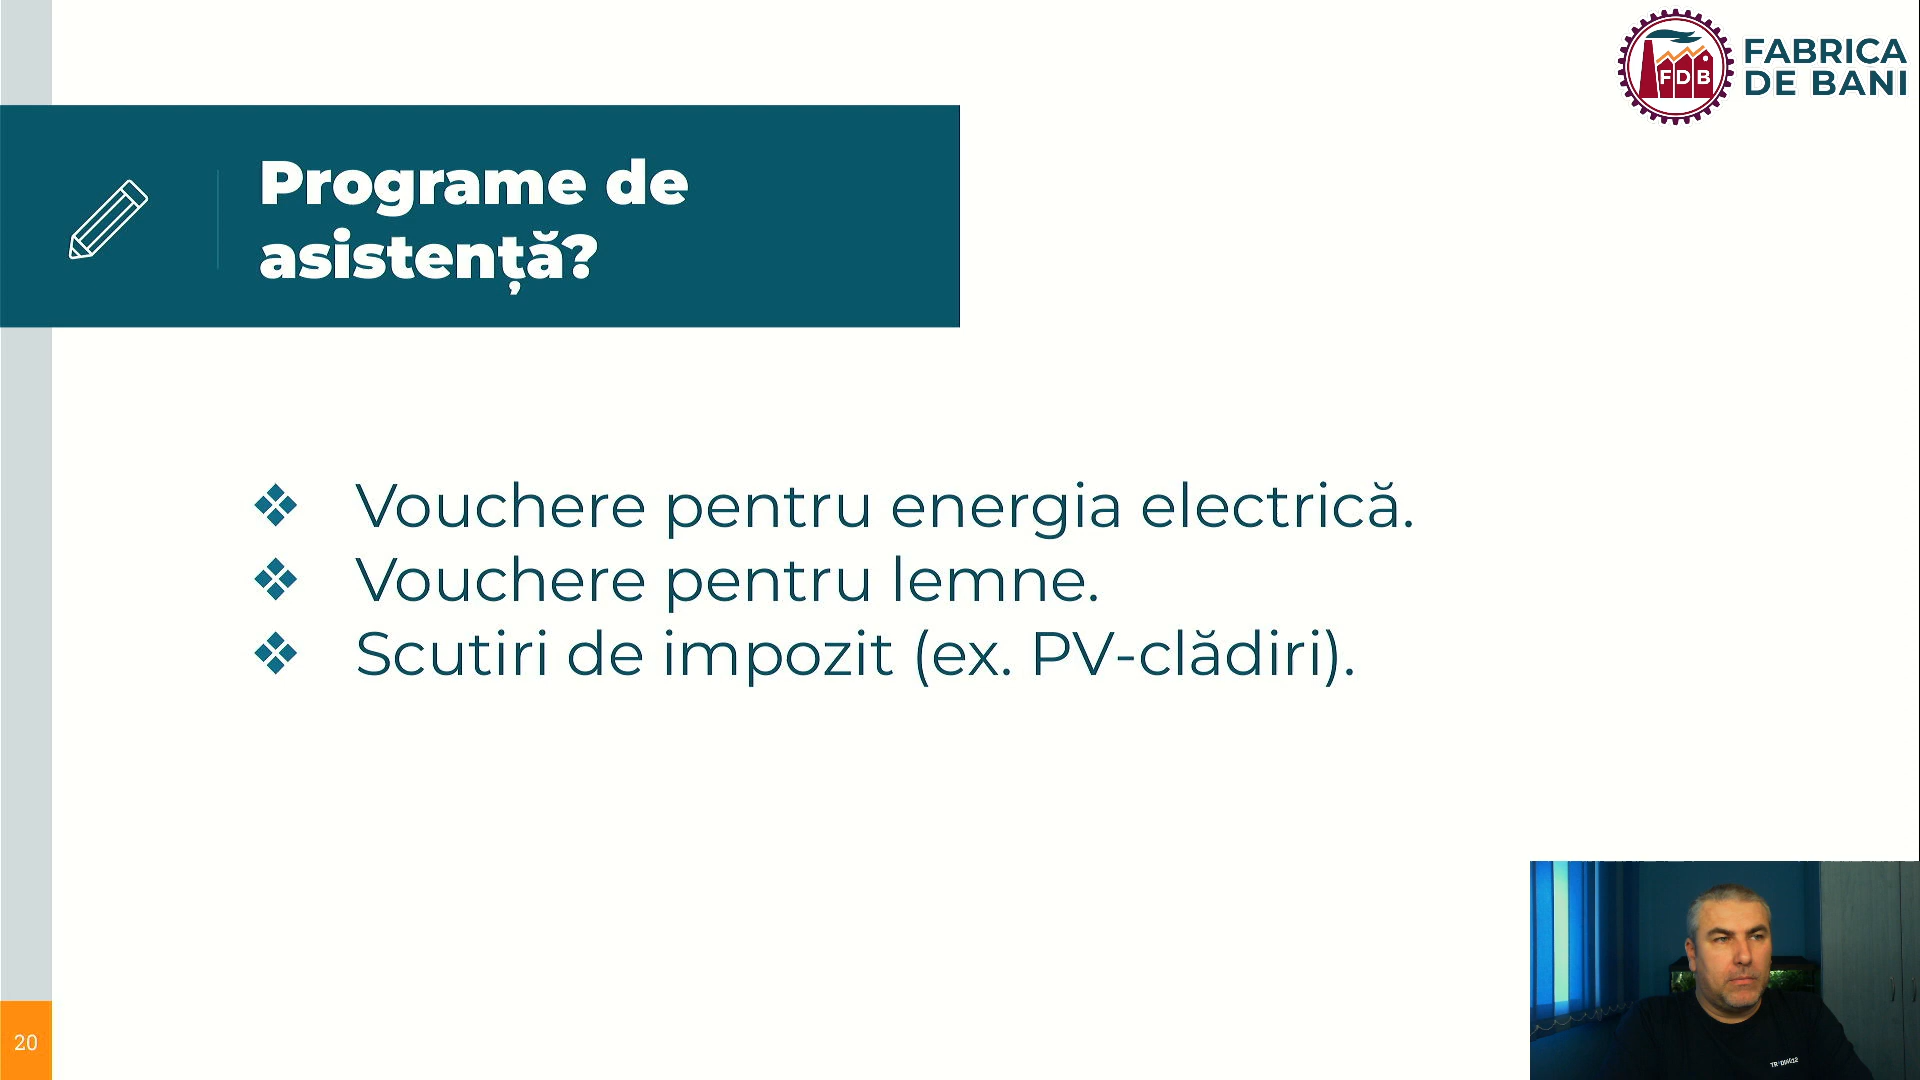 FABRICA
DE BANI
FDB
Programe de
asistență?
❖ Vouchere pentru energia electrică.
❖ Vouchere pentru lemne.
❖ Scutiri de impozit (ex. PV-clădiri).
20